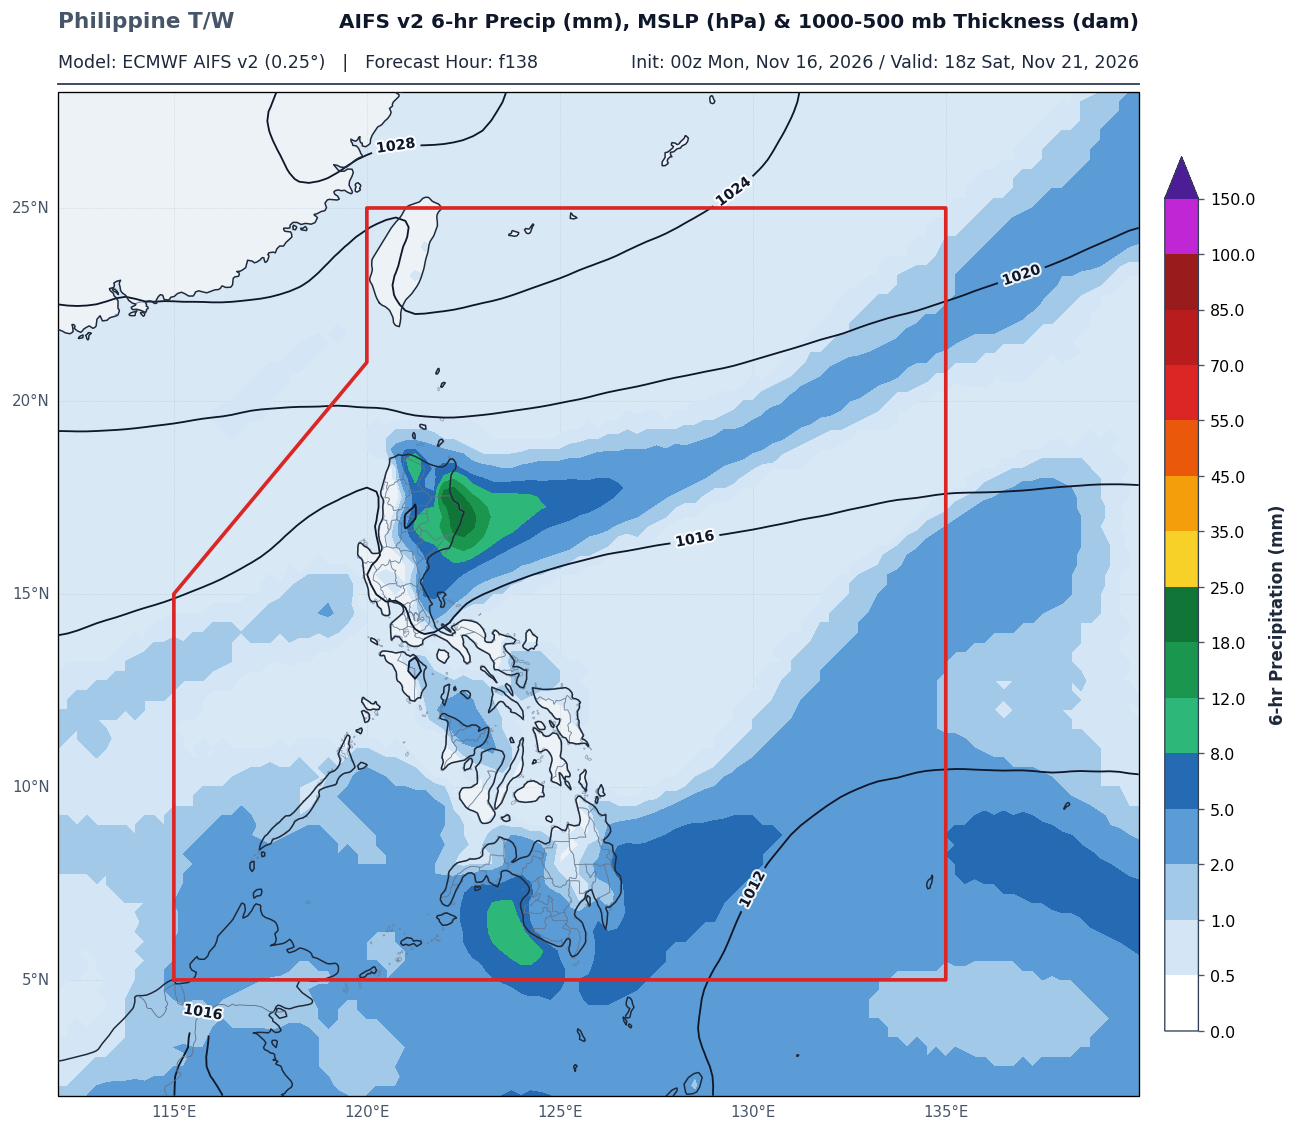 Philippine T/W
AIFS v2 6-hr Precip (mm), MSLP (hPa) & 1000-500 mb Thickness (dam)
Model: ECMWF AIFS v2 (0.25°) | Forecast Hour: f138
Init: 00z Mon, Nov 16, 2026 / Valid: 18z Sat, Nov 21, 2026
1028
1024
1020
1016
1012
1016
25°N
20°N
15°N
10°N
5°N
115°E
120°E
125°E
130°E
135°E
150.0
100.0
85.0
70.0
55.0
45.0
35.0
25.0
18.0
12.0
8.0
5.0
2.0
1.0
0.5
0.0
6-hr Precipitation (mm)